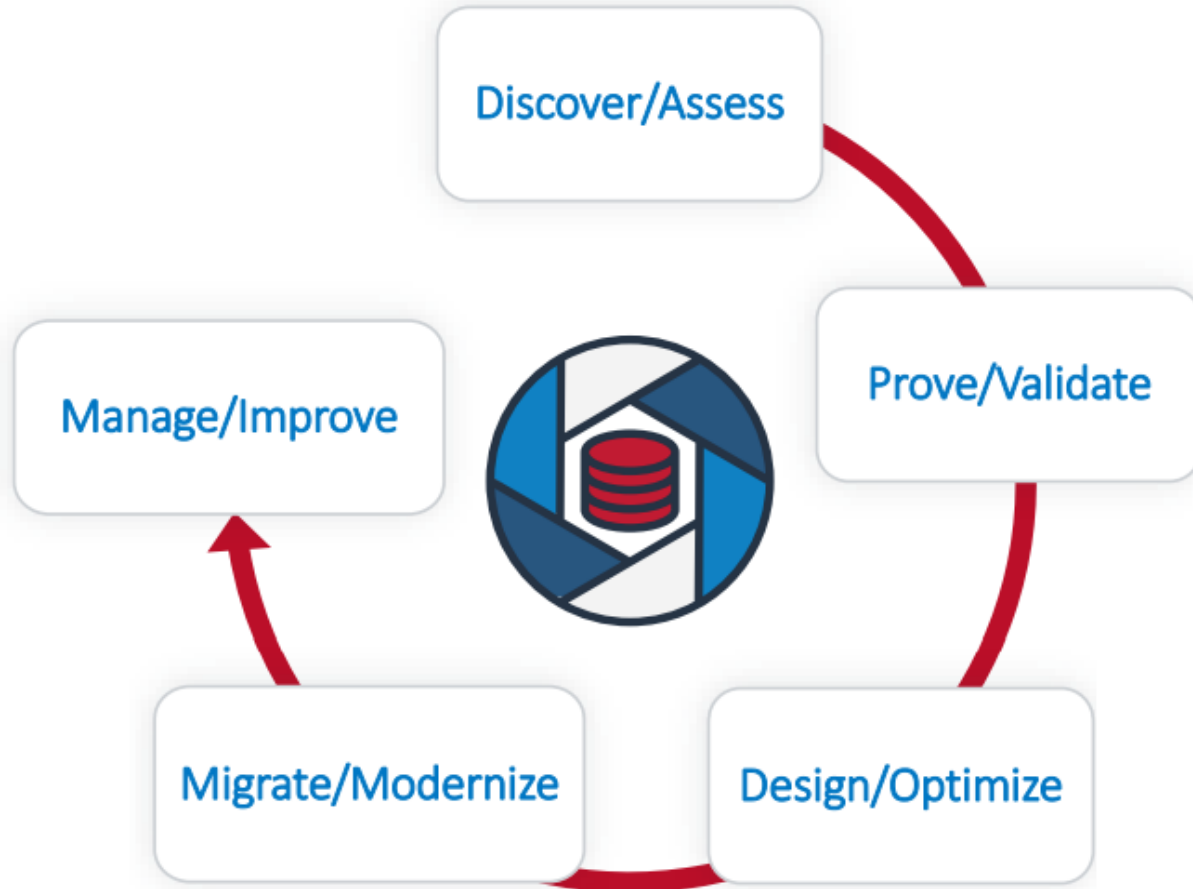 Discover/Assess
Prove/Validate
Design/Optimize
Migrate/Modernize
Manage/Improve